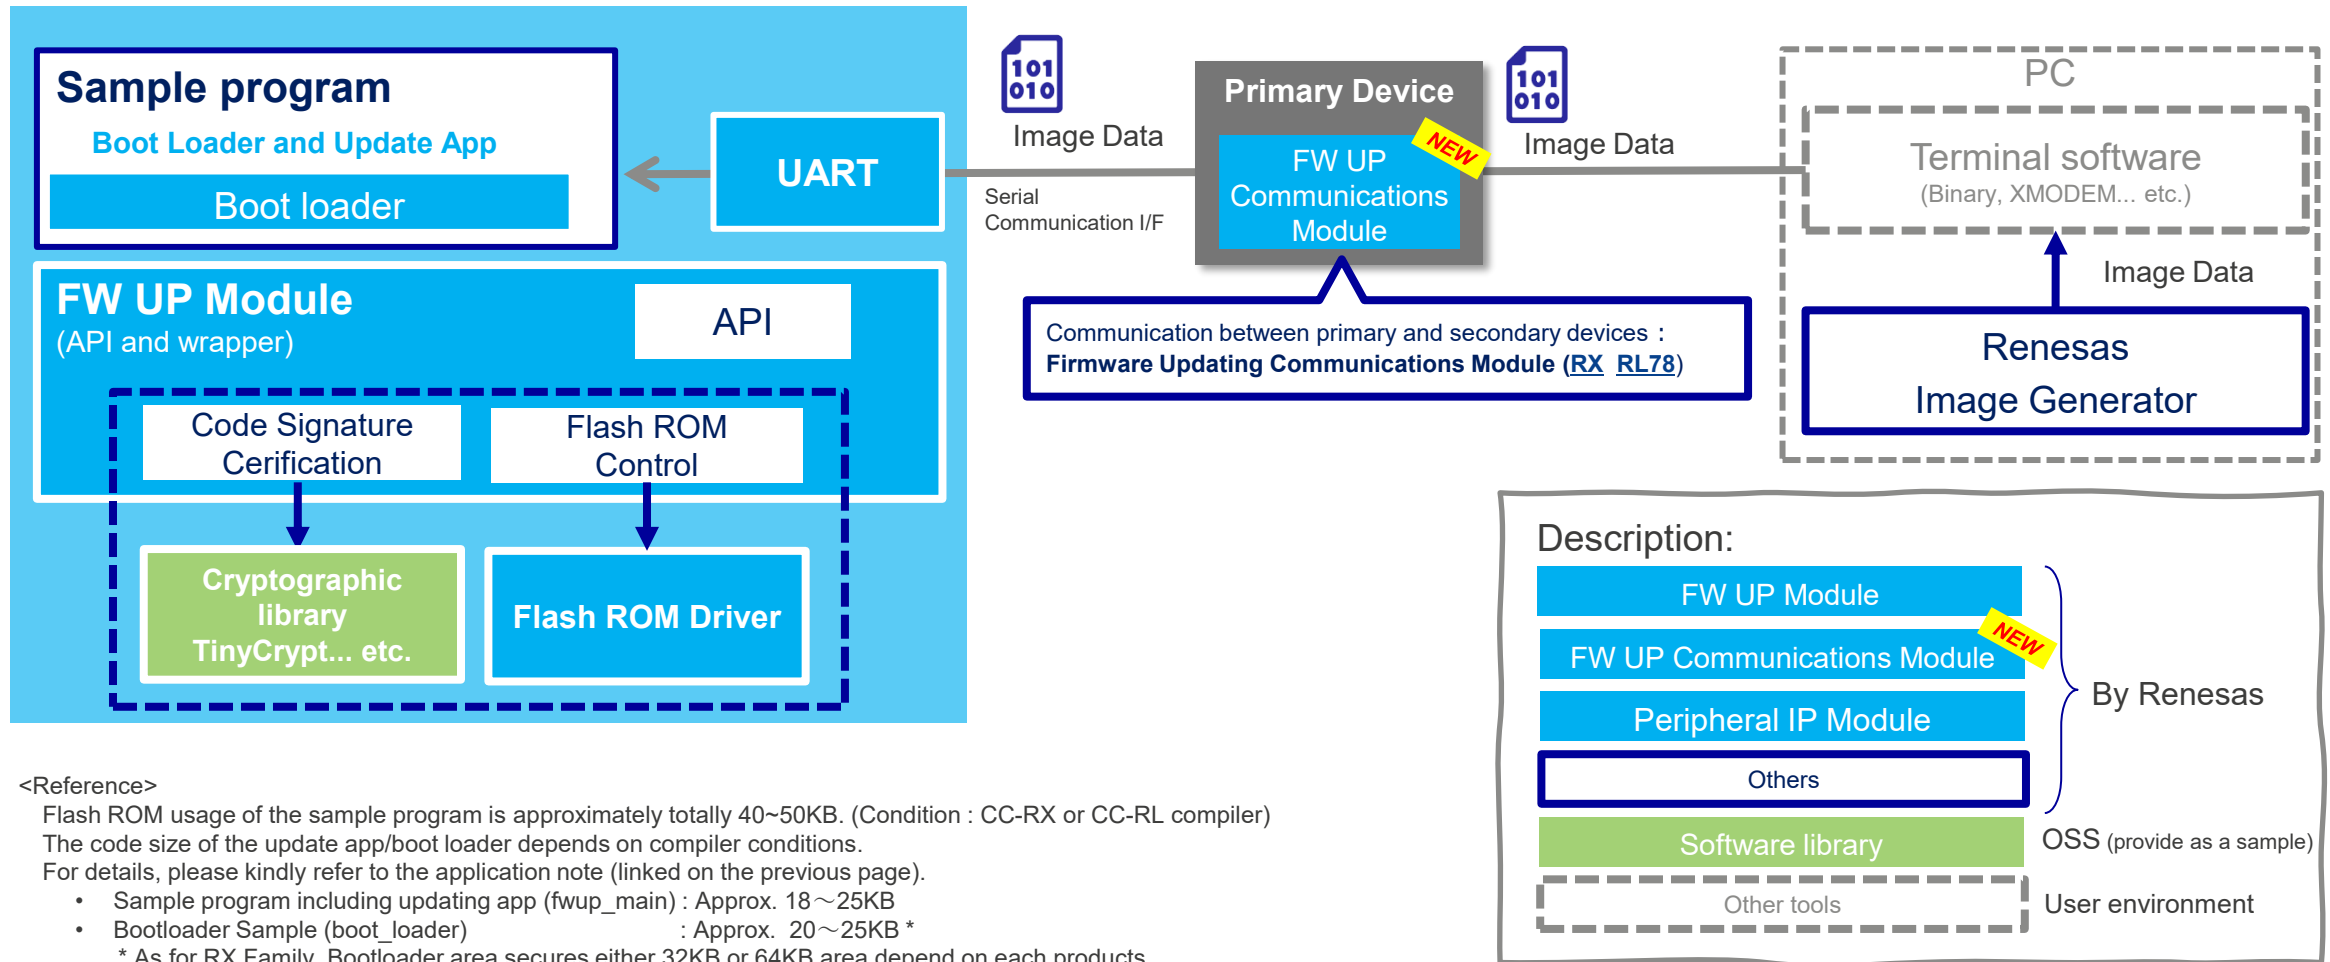 Sample program
Boot Loader and Update App
Boot loader
UART
FW UP Module
(API and wrapper)
API
Code Signature
Cerification
Flash ROM
Control
Cryptographic
library
TinyCrypt... etc.
Flash ROM Driver
101
010
Image Data
Serial
Communication I/F
Primary Device
FW UP
Communications
Module
NEW
101
010
Image Data
Communication between primary and secondary devices :
Firmware Updating Communications Module (RX RL78)
PC
Terminal software
(Binary, XMODEM... etc.)
Image Data
Renesas
Image Generator
Description:
FW UP Module
FW UP Communications Module
NEW
Peripheral IP Module
Others
By Renesas
Software library
OSS (provide as a sample)
Other tools
User environment
<Reference>
Flash ROM usage of the sample program is approximately totally 40~50KB. (Condition : CC-RX or CC-RL compiler)
The code size of the update app/boot loader depends on compiler conditions.
For details, please kindly refer to the application note (linked on the previous page).
• Sample program including updating app (fwup_main) : Approx. 18～25KB
• Bootloader Sample (boot_loader) : Approx. 20～25KB *
* As for RX Family, Bootloader area secures either 32KB or 64KB area depend on each products